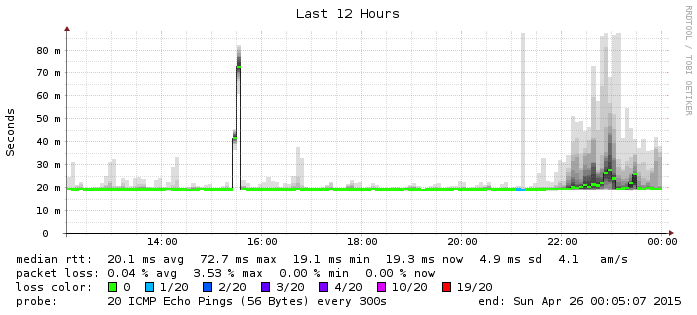 Last 12 Hours
RRDTOOL / TOBI OETIKER
Seconds
80 m
70 m
60 m
50 m
40 m
30 m
20 m
10 m
0
14:00 16:00 18:00 20:00 22:00 00:00
median rtt: 20.1 ms avg 72.7 ms max 19.1 ms min 19.3 ms now 4.9 ms sd 4.1 am/s
packet loss: 0.04 % avg 3.53 % max 0.00 % min 0.00 % now
loss color: 0 1/20 2/20 3/20 4/20 10/20 19/20
probe: 20 ICMP Echo Pings (56 Bytes) every 300s end: Sun Apr 26 00:05:07 2015